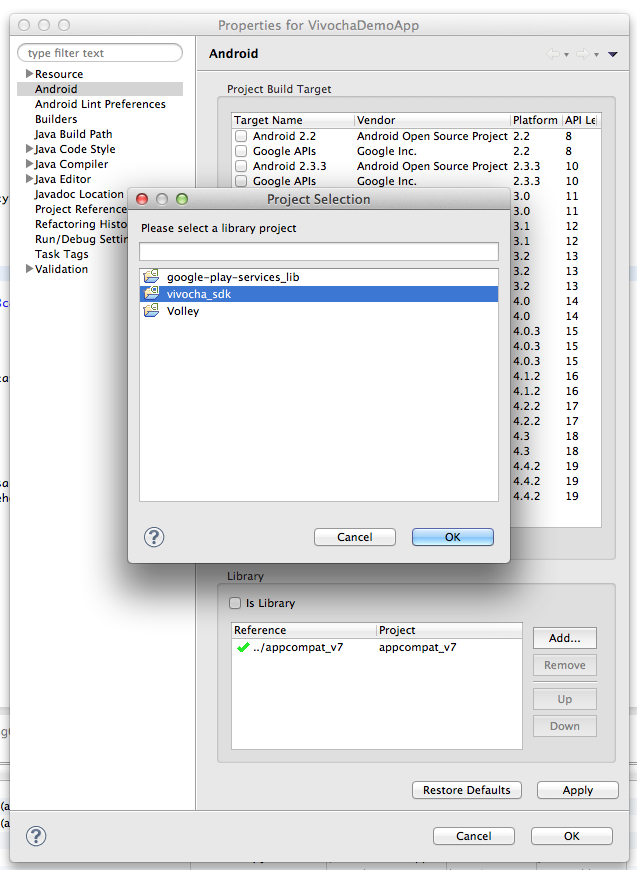 Properties for VivochaDemoApp
type filter text
Resource
Android
Android Lint Preferences
Builders
Java Build Path
Java Code Style
Java Compiler
Java Editor
Javadoc Location
Project Reference
Refactoring Histo
Run/Debug Settin
Task Tags
Validation
Android
Project Build Target
Target Name Vendor Platform API Le
Android 2.2 Android Open Source Project 2.2 8
Google APIs Google Inc. 2.2 8
Android 2.3.3 Android Open Source Project 2.3.3 10
Google APIs Google Inc. 2.3.3 10
3.0 11
3.0 11
3.1 12
3.1 12
3.2 13
3.2 13
3.2 13
4.0 14
4.0 14
4.0.3 15
4.0.3 15
4.0.3 15
4.1.2 16
4.1.2 16
4.2.2 17
4.2.2 17
4.3 18
4.3 18
4.4.2 19
4.4.2 19
4.4.2 19
Project Selection
Please select a library project
google-play-services_lib
vivocha_sdk
Volley
?
Cancel
OK
Library
Is Library
Reference Project
../appcompat_v7 appcompat_v7
Add...
Remove
Up
Down
Restore Defaults
Apply
?
Cancel
OK